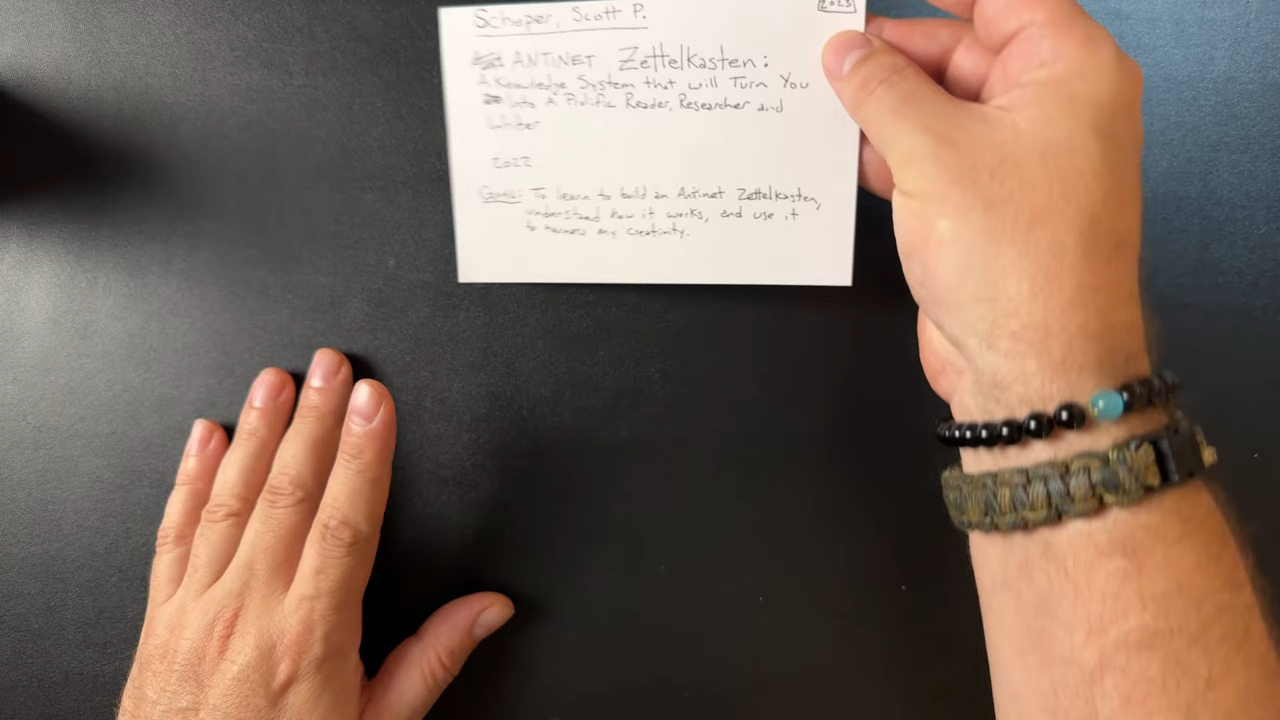 Scheper, Scott P.
2023
ANTINET Zettelkasten:
A Knowledge System that will Turn You
Into A Prolific Reader, Researcher and
Writer
2022
Goal: To learn to build an Antinet Zettelkasten,
understand how it works, and use it
to harness my creativity.